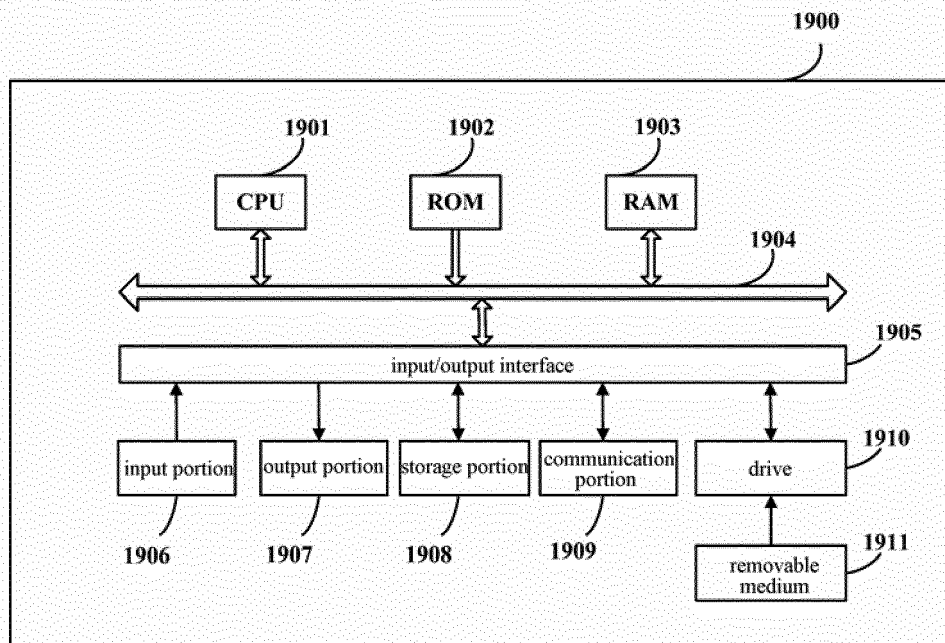 1900
1901
1902
1903
CPU
ROM
RAM
1904
1905
input/output interface
1910
input portion
output portion
storage portion
communication
portion
drive
1906
1907
1908
1909
1911
removable
medium